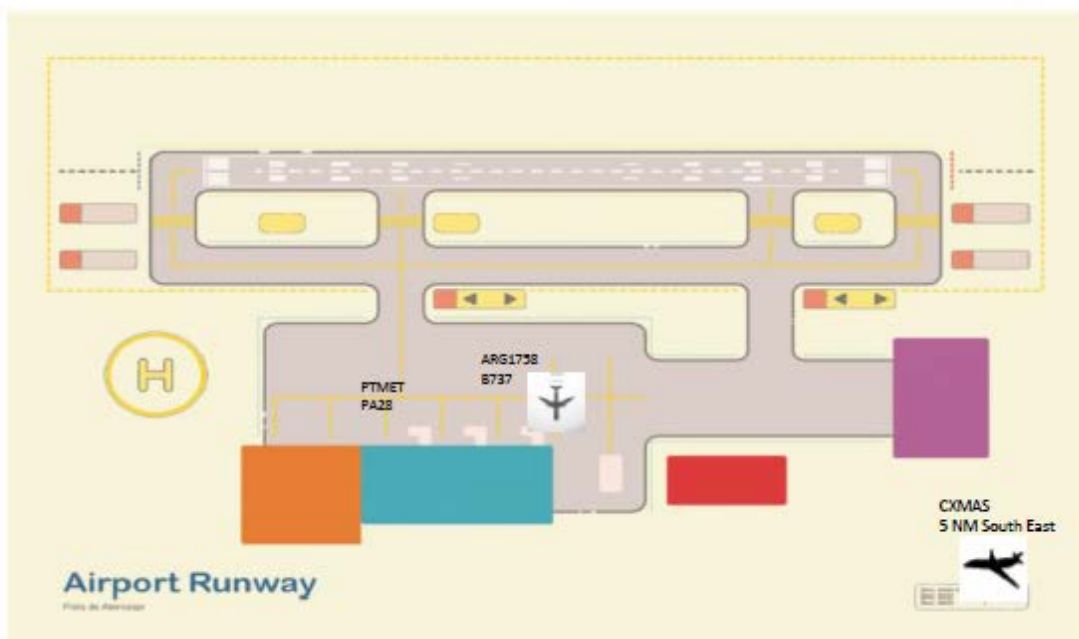 ARG1758
B737
PTMET
PA28
H
CXMAS
5 NM South East
Airport Runway